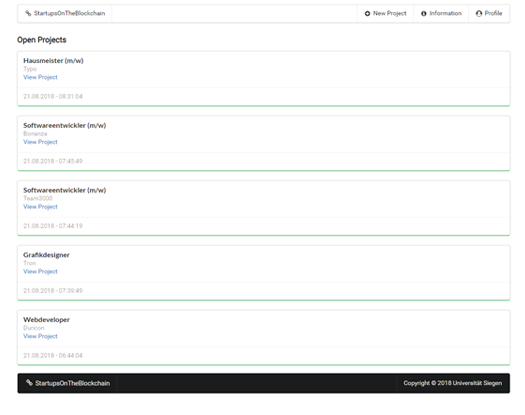 StartupsOnTheBlockchain
New Project Information Profile
Open Projects
Hausmeister (m/w)
Typo
View Project
21.08.2018 - 08:31:04
Softwareentwickler (m/w)
Bonanza
View Project
21.08.2018 - 07:45:49
Softwareentwickler (m/w)
Team3000
View Project
21.08.2018 - 07:44:19
Grafikdesigner
Tron
View Project
21.08.2018 - 07:39:49
Webdeveloper
View Project
21.08.2018 - 06:44:04
StartupsOnTheBlockchain
Copyright © 2018 Universität Siegen